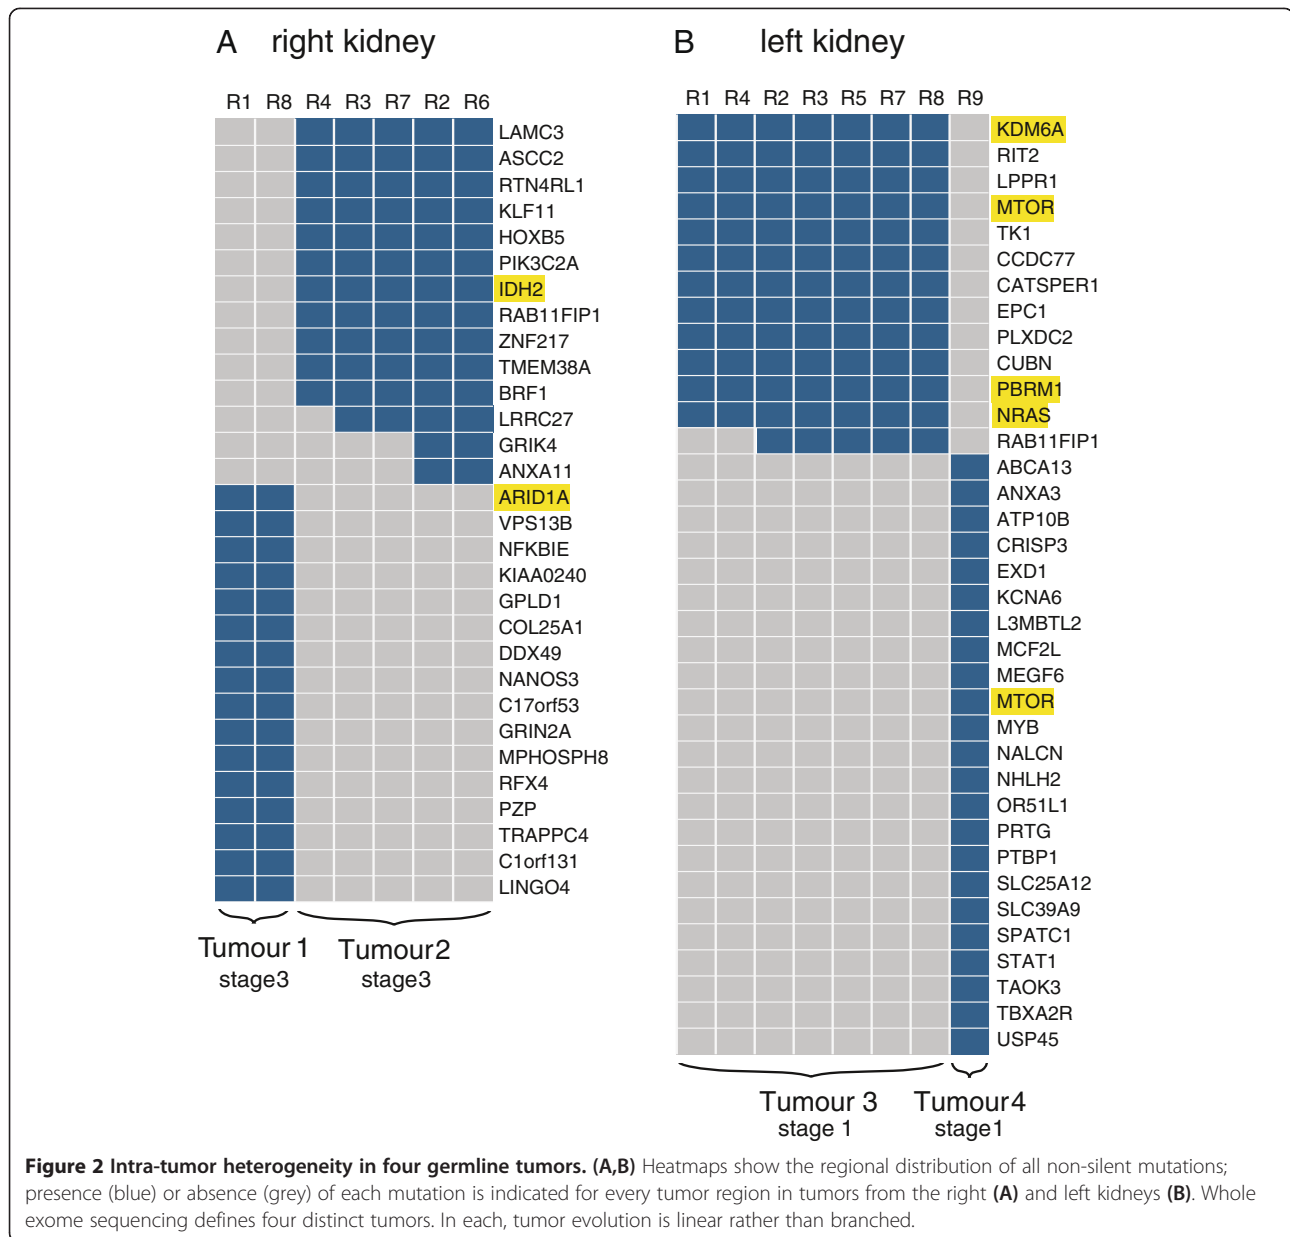 A right kidney
R1 R8 R4 R3 R7 R2 R6
LAMC3
ASCC2
RTN4RL1
KLF11
HOXB5
PIK3C2A
IDH2
RAB11FIP1
ZNF217
TMEM38A
BRF1
LRRC27
GRIK4
ANXA11
ARID1A
VPS13B
NFKBIE
KIAA0240
GPLD1
COL25A1
DDX49
NANOS3
C17orf53
GRIN2A
MPHOSPH8
RFX4
PZP
TRAPPC4
C1orf131
LINGO4
Tumour 1 Tumour2
stage3 stage3
B left kidney
R1 R4 R2 R3 R5 R7 R8 R9
KDM6A
RIT2
LPPR1
MTOR
TK1
CCDC77
CATSPER1
EPC1
PLXDC2
CUBN
PBRM1
NRAS
RAB11FIP1
ABCA13
ANXA3
ATP10B
CRISP3
EXD1
KCNA6
L3MBTL2
MCF2L
MEGF6
MTOR
MYB
NALCN
NHLH2
OR51L1
PRTG
PTBP1
SLC25A12
SLC39A9
SPATC1
STAT1
TAOK3
TBXA2R
USP45
Tumour 3 Tumour4
stage 1 stage1
Figure 2 Intra-tumor heterogeneity in four germline tumors. (A,B) Heatmaps show the regional distribution of all non-silent mutations;
presence (blue) or absence (grey) of each mutation is indicated for every tumor region in tumors from the right (A) and left kidneys (B). Whole
exome sequencing defines four distinct tumors. In each, tumor evolution is linear rather than branched.